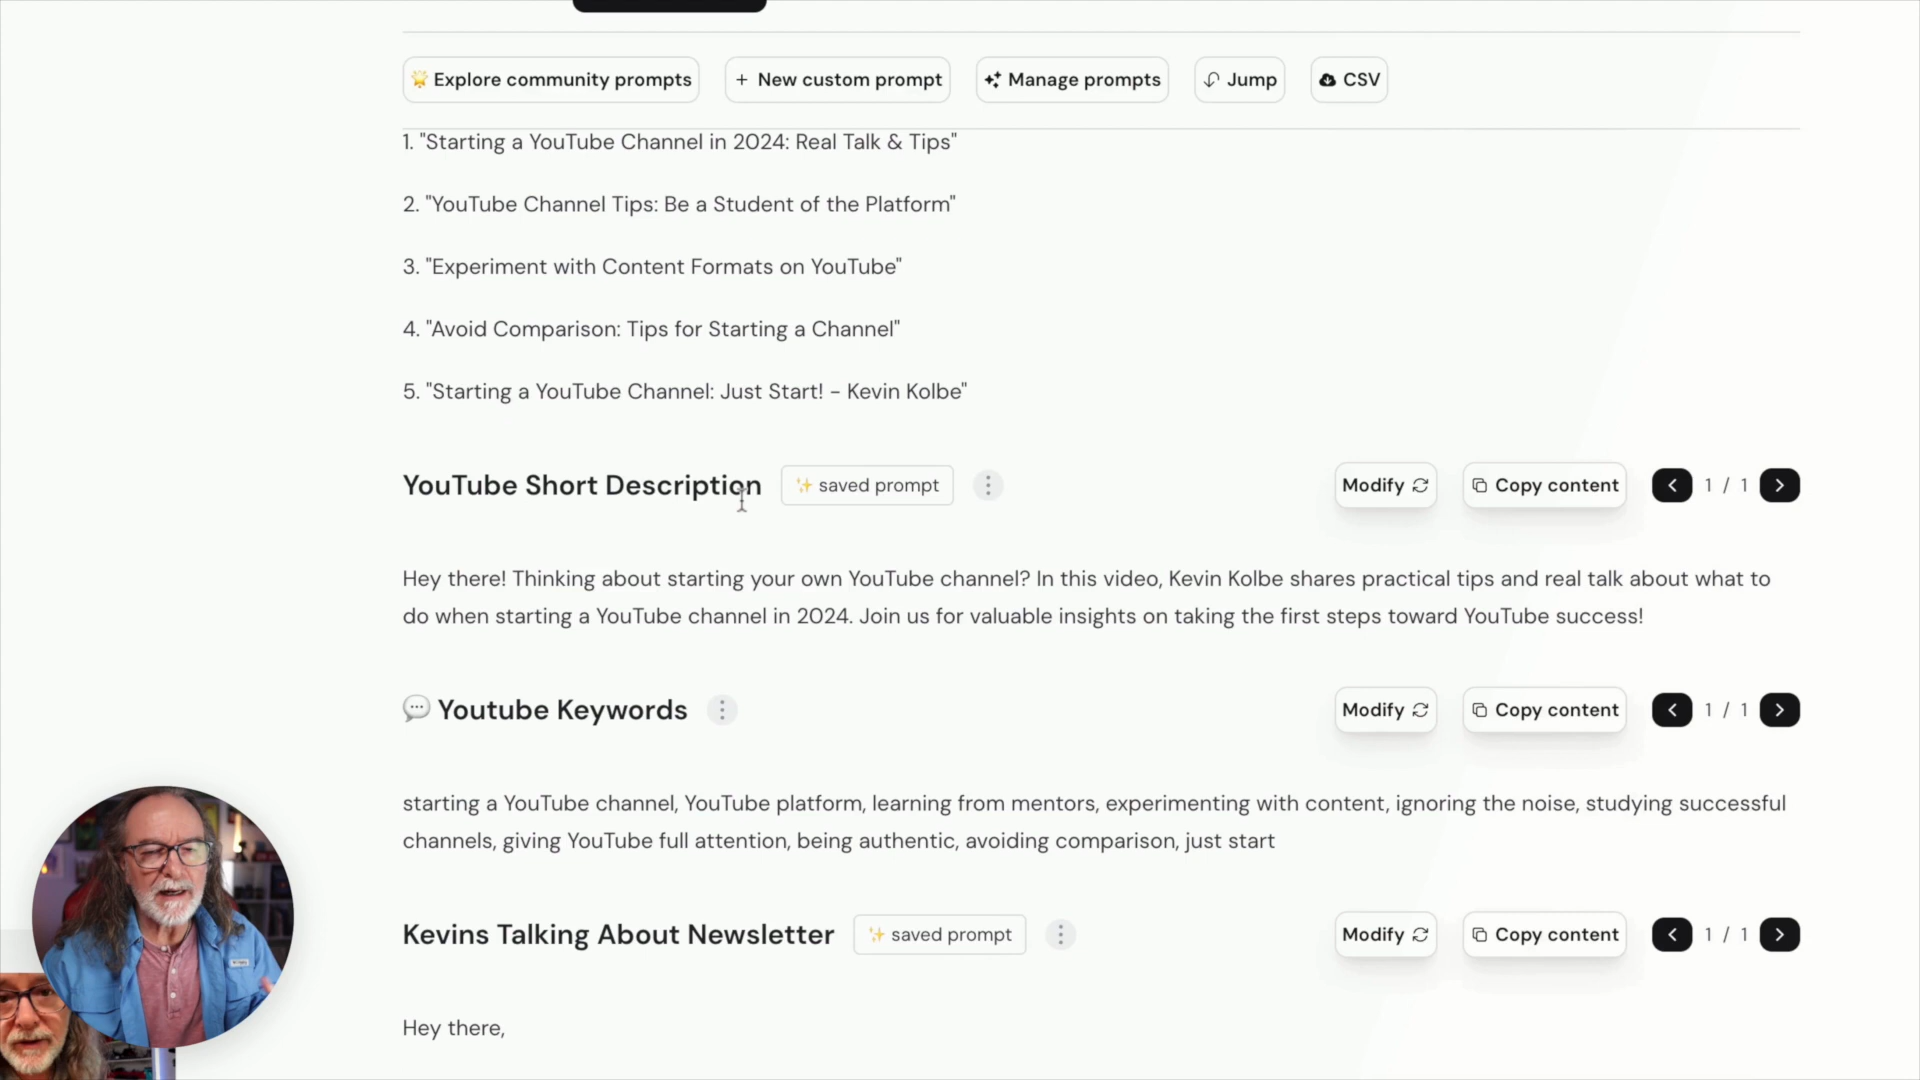 Explore community prompts
+ New custom prompt
Manage prompts
Jump
CSV
1. "Starting a YouTube Channel in 2024: Real Talk & Tips"
2. "YouTube Channel Tips: Be a Student of the Platform"
3. "Experiment with Content Formats on YouTube"
4. "Avoid Comparison: Tips for Starting a Channel"
5. "Starting a YouTube Channel: Just Start! - Kevin Kolbe"
YouTube Short Description
✨ saved prompt
Modify
Copy content
1 / 1
Hey there! Thinking about starting your own YouTube channel? In this video, Kevin Kolbe shares practical tips and real talk about what to
do when starting a YouTube channel in 2024. Join us for valuable insights on taking the first steps toward YouTube success!
💬 Youtube Keywords
Modify
Copy content
1 / 1
starting a YouTube channel, YouTube platform, learning from mentors, experimenting with content, ignoring the noise, studying successful
channels, giving YouTube full attention, being authentic, avoiding comparison, just start
Kevins Talking About Newsletter
✨ saved prompt
Modify
Copy content
1 / 1
Hey there,